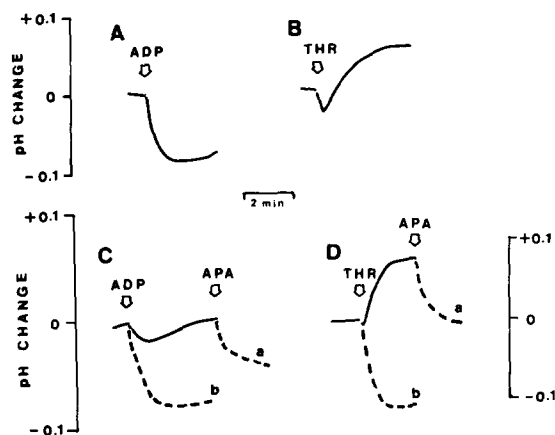 +0.1
A
ADP
B
THR
pH CHANGE
0
-0.1
2 min
+0.1
C
ADP
APA
D
THR
APA
+0.1
pH CHANGE
0
a
b
a
b
0
-0.1
-0.1